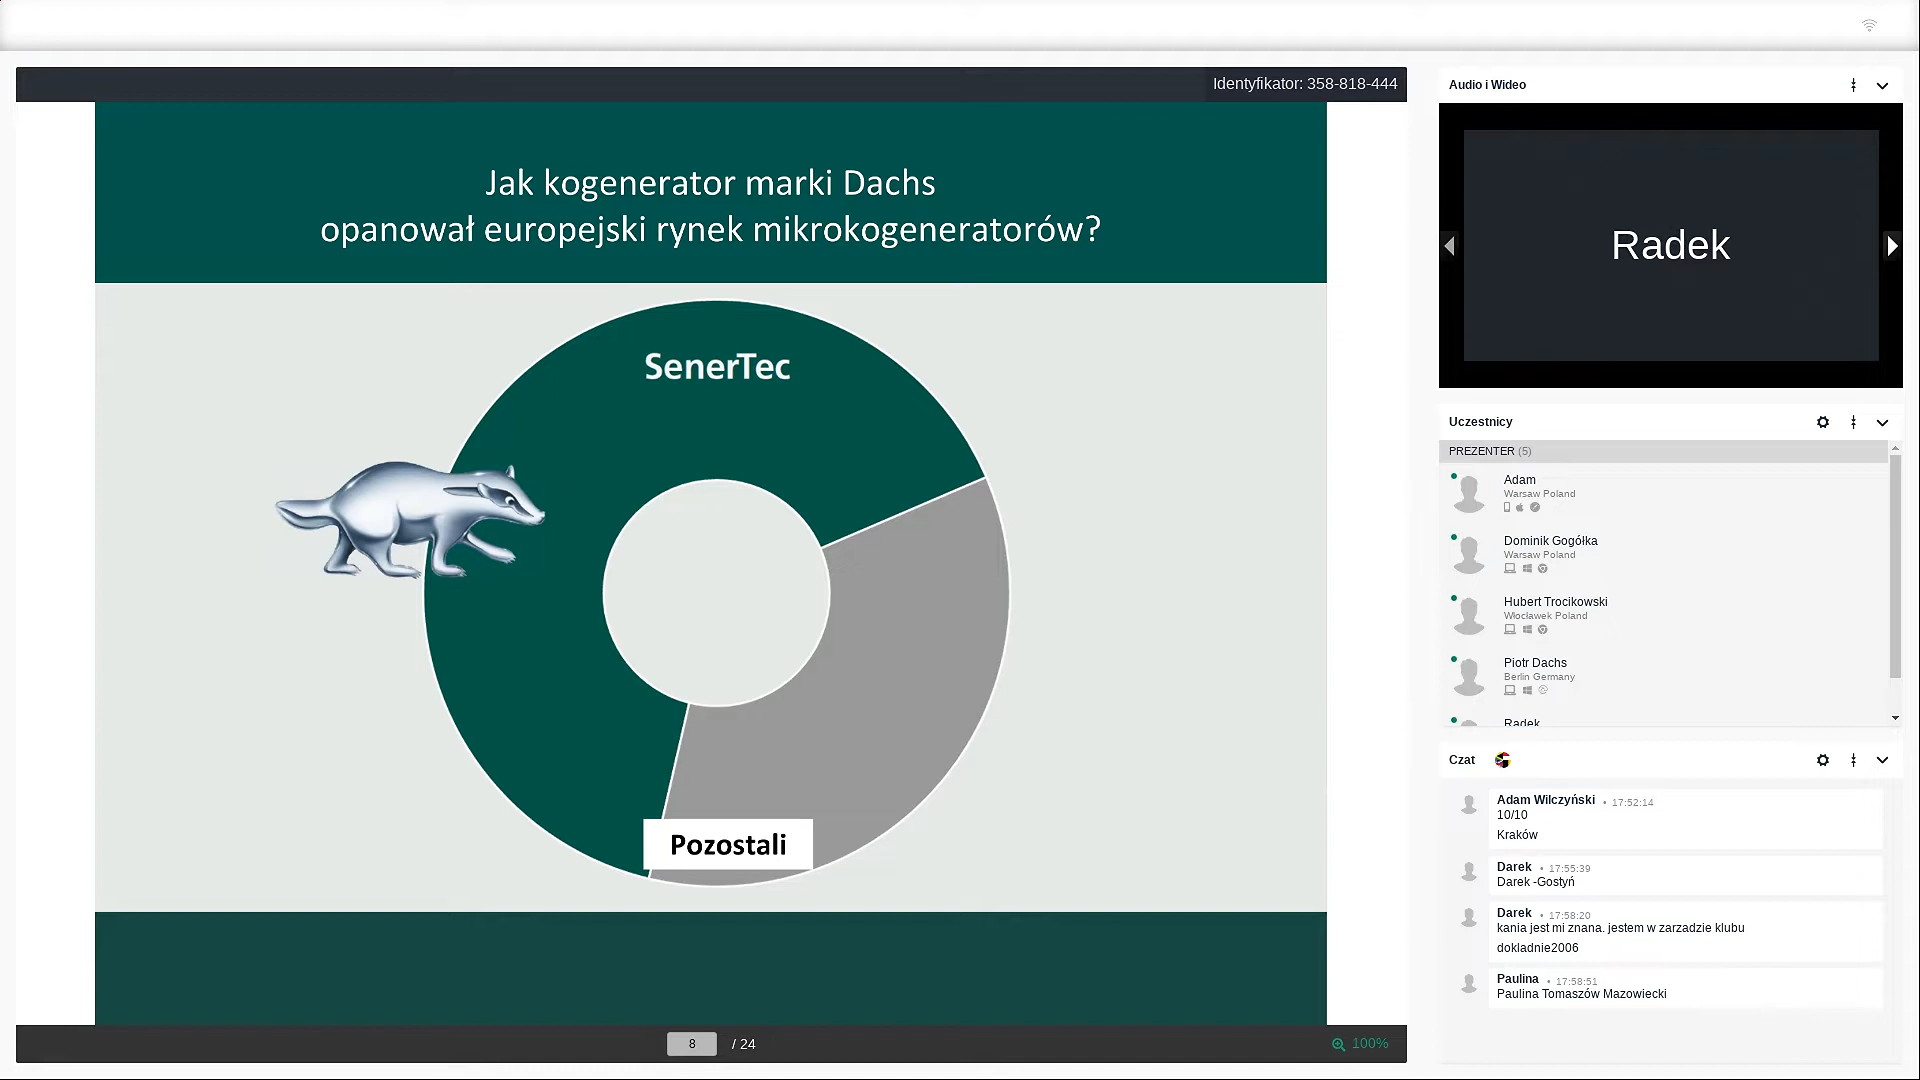 Identyfikator: 358-818-444
Jak kogenerator marki Dachs
opanował europejski rynek mikrokogeneratorów?
SenerTec
Pozostali
8 / 24
100%
Audio i Wideo
Radek
Uczestnicy
PREZENTER (5)
Adam
Warsaw Poland
Dominik Gogółka
Warsaw Poland
Hubert Trocikowski
Włocławek Poland
Piotr Dachs
Berlin Germany
Radek
Czat
Adam Wilczyński • 17:52:14
10/10
Kraków
Darek • 17:55:39
Darek -Gostyń
Darek • 17:58:20
kania jest mi znana. jestem w zarzadzie klubu
dokladnie2006
Paulina • 17:58:51
Paulina Tomaszów Mazowiecki